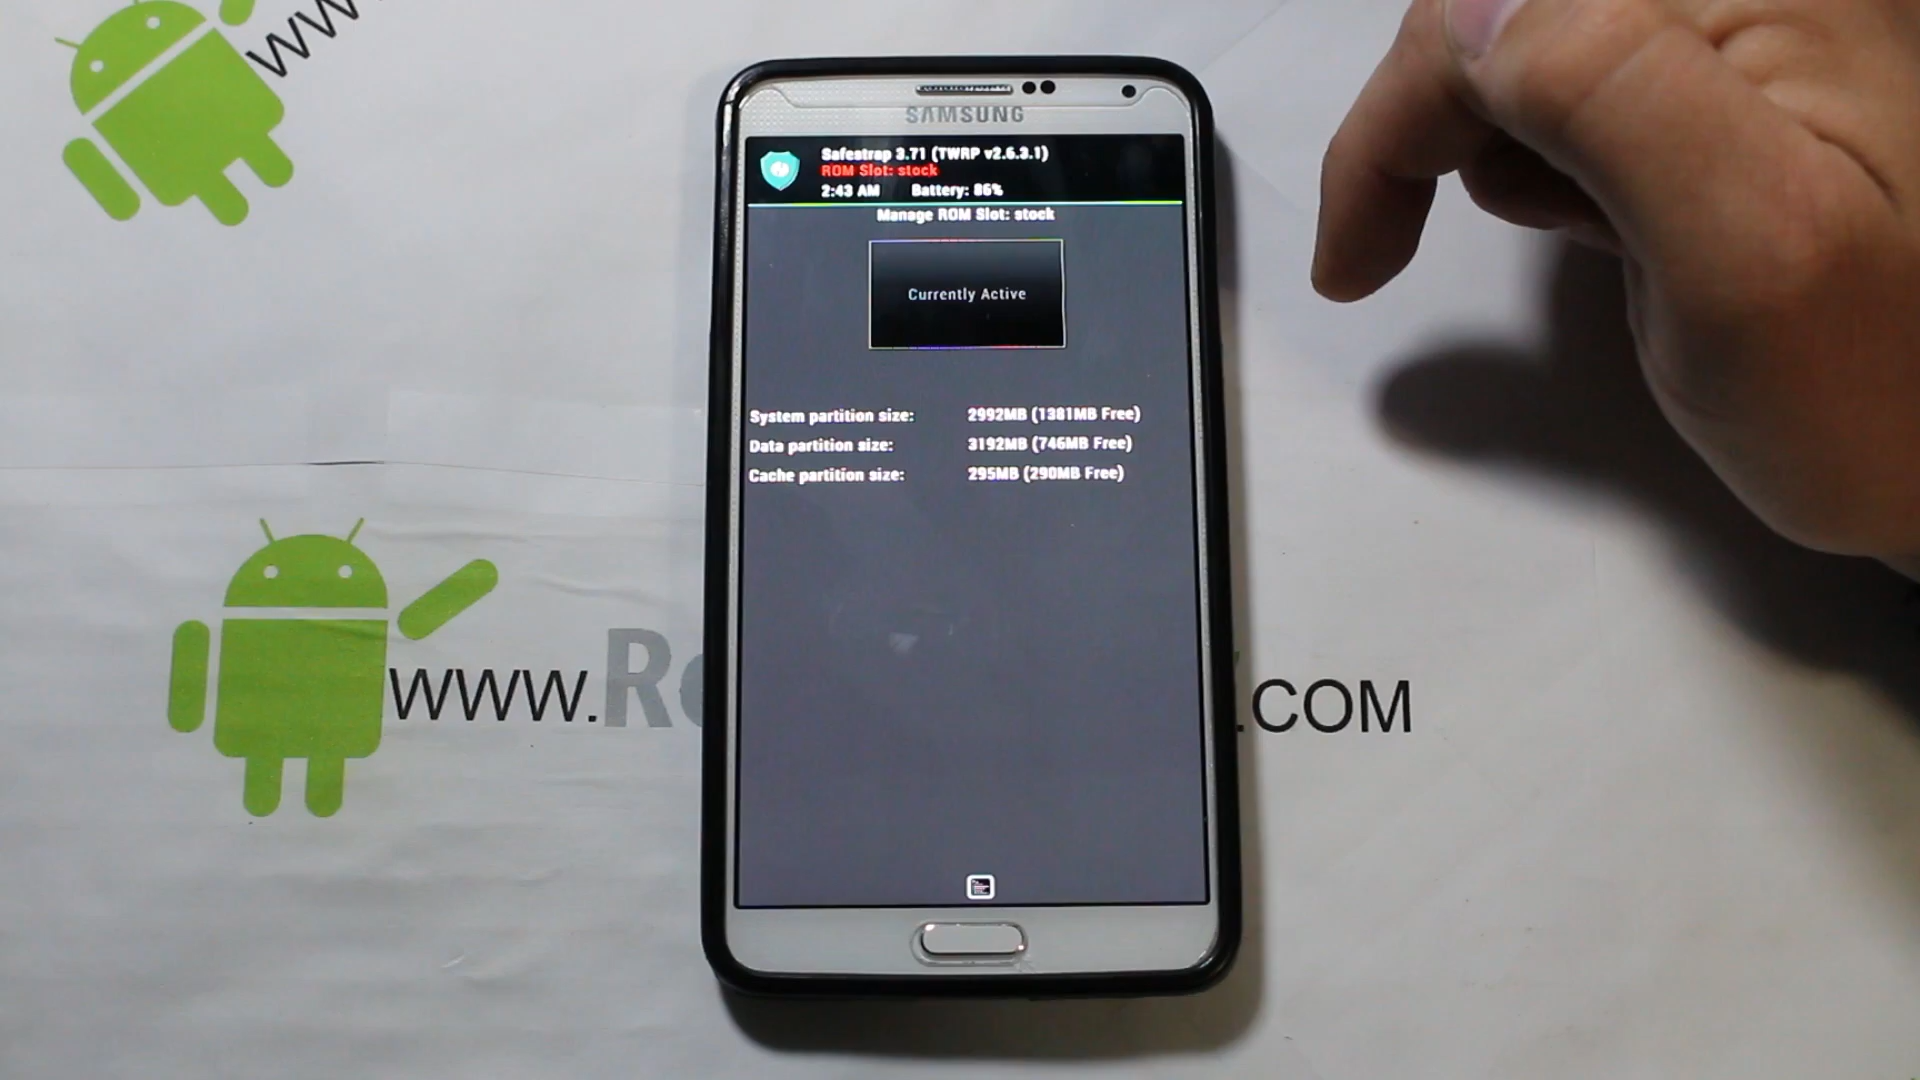 WWW
SAMSUNG
Safestrap 3.71 (TWRP v2.6.3.1)
ROM Slot: stock
2:43 AM Battery: 86%
Manage ROM Slot: stock
Currently Active
System partition size: 2992MB (1381MB Free)
Data partition size: 3192MB (746MB Free)
Cache partition size: 295MB (290MB Free)
WWW.R
.COM